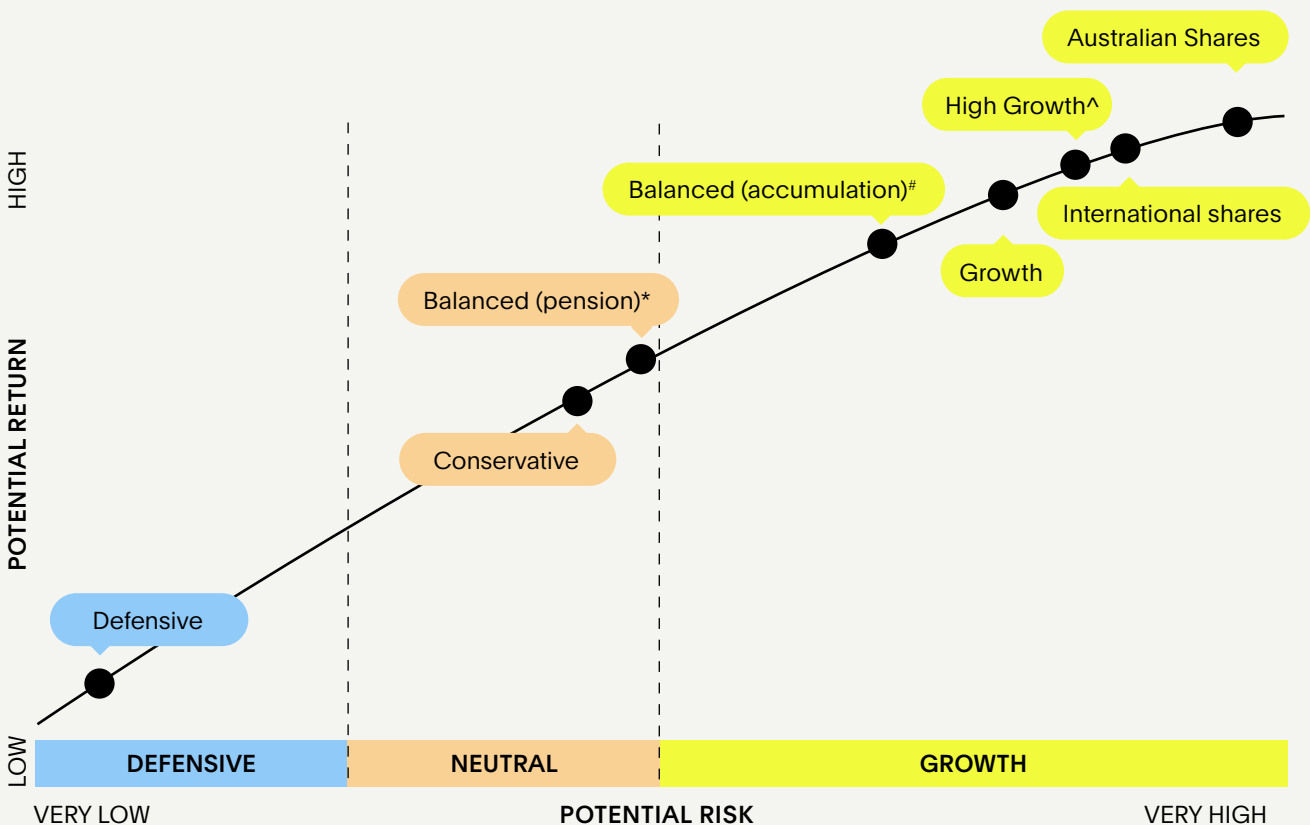 Australian Shares
High Growth^
HIGH
Balanced (accumulation)#
International shares
Growth
Balanced (pension)*
POTENTIAL RETURN
Conservative
Defensive
LOW
DEFENSIVE
NEUTRAL
GROWTH
VERY LOW
POTENTIAL RISK
VERY HIGH